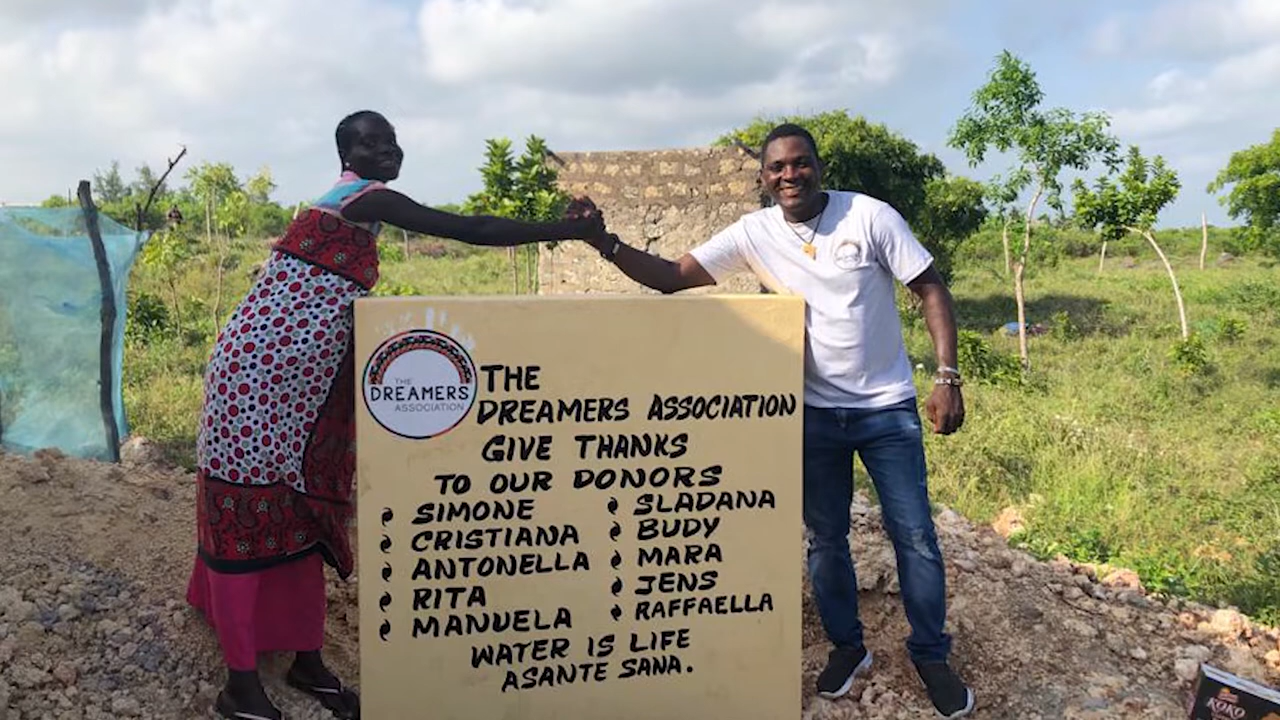 THE
DREAMERS
ASSOCIATION
THE
DREAMERS ASSOCIATION
GIVE THANKS
TO OUR DONORS
SIMONE
CRISTIANA
ANTONELLA
RITA
MANUELA
SLADANA
BUDY
MARA
JENS
RAFFAELLA
WATER IS LIFE
ASANTE SANA.
KOKO